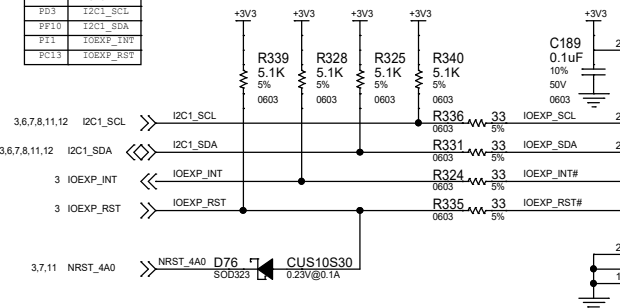 PD3 I2C1_SCL
PF10 I2C1_SDA
PI1 IOEXP_INT
PC13 IOEXP_RST
+3V3 +3V3 +3V3 +3V3 +3V3
R339 R328 R325 R340 C189
5.1K 5.1K 5.1K 5.1K 0.1uF
5% 5% 5% 5% 10%
50V
0603 0603 0603 0603 0603
3,6,7,8,11,12 I2C1_SCL I2C1_SCL R336 33 IOEXP_SCL
0603 5%
3,6,7,8,11,12 I2C1_SDA I2C1_SDA R331 33 IOEXP_SDA
0603 5%
3 IOEXP_INT IOEXP_INT R324 33 IOEXP_INT#
0603 5%
3 IOEXP_RST IOEXP_RST R335 33 IOEXP_RST#
0603 5%
3,7,11 NRST_4A0 NRST_4A0 D76 CUS10S30
SOD323 0.23V@0.1A